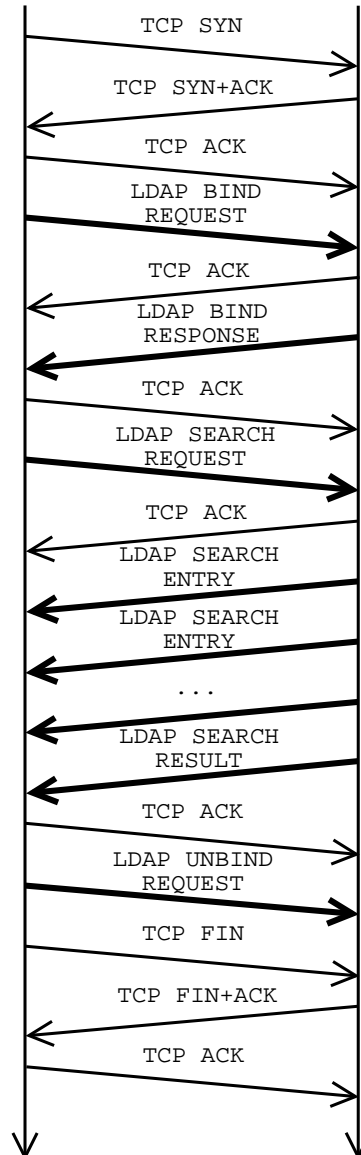 TCP SYN
TCP SYN+ACK
TCP ACK
LDAP BIND
REQUEST
TCP ACK
LDAP BIND
RESPONSE
TCP ACK
LDAP SEARCH
REQUEST
TCP ACK
LDAP SEARCH
ENTRY
LDAP SEARCH
ENTRY
...
LDAP SEARCH
RESULT
TCP ACK
LDAP UNBIND
REQUEST
TCP FIN
TCP FIN+ACK
TCP ACK